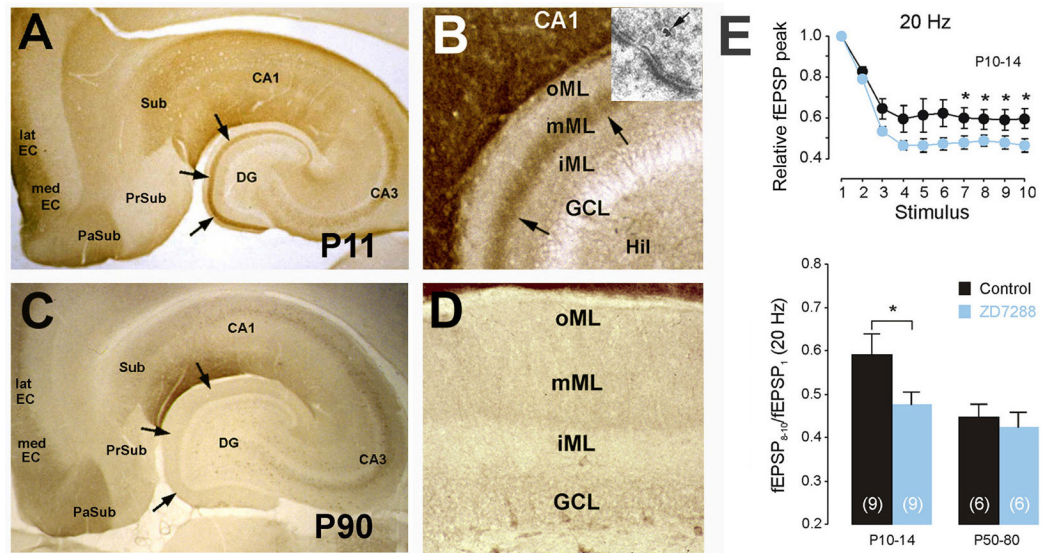 A
CA1
Sub
lat
EC
DG
med
EC
PrSub
CA3
PaSub
P11
B
CA1
oML
mML
iML
GCL
Hil
C
CA1
Sub
lat
EC
DG
med
EC
PrSub
CA3
PaSub
P90
D
oML
mML
iML
GCL
E
20 Hz
P10-14
* * * *
Relative fEPSP peak
1.0
0.8
0.6
0.4
1 2 3 4 5 6 7 8 9 10
Stimulus
Control
ZD7288
*
fEPSP8-10/fEPSP1 (20 Hz)
0.8
0.7
0.6
0.5
0.4
0.3
0.2
(9) (9) (6) (6)
P10-14 P50-80